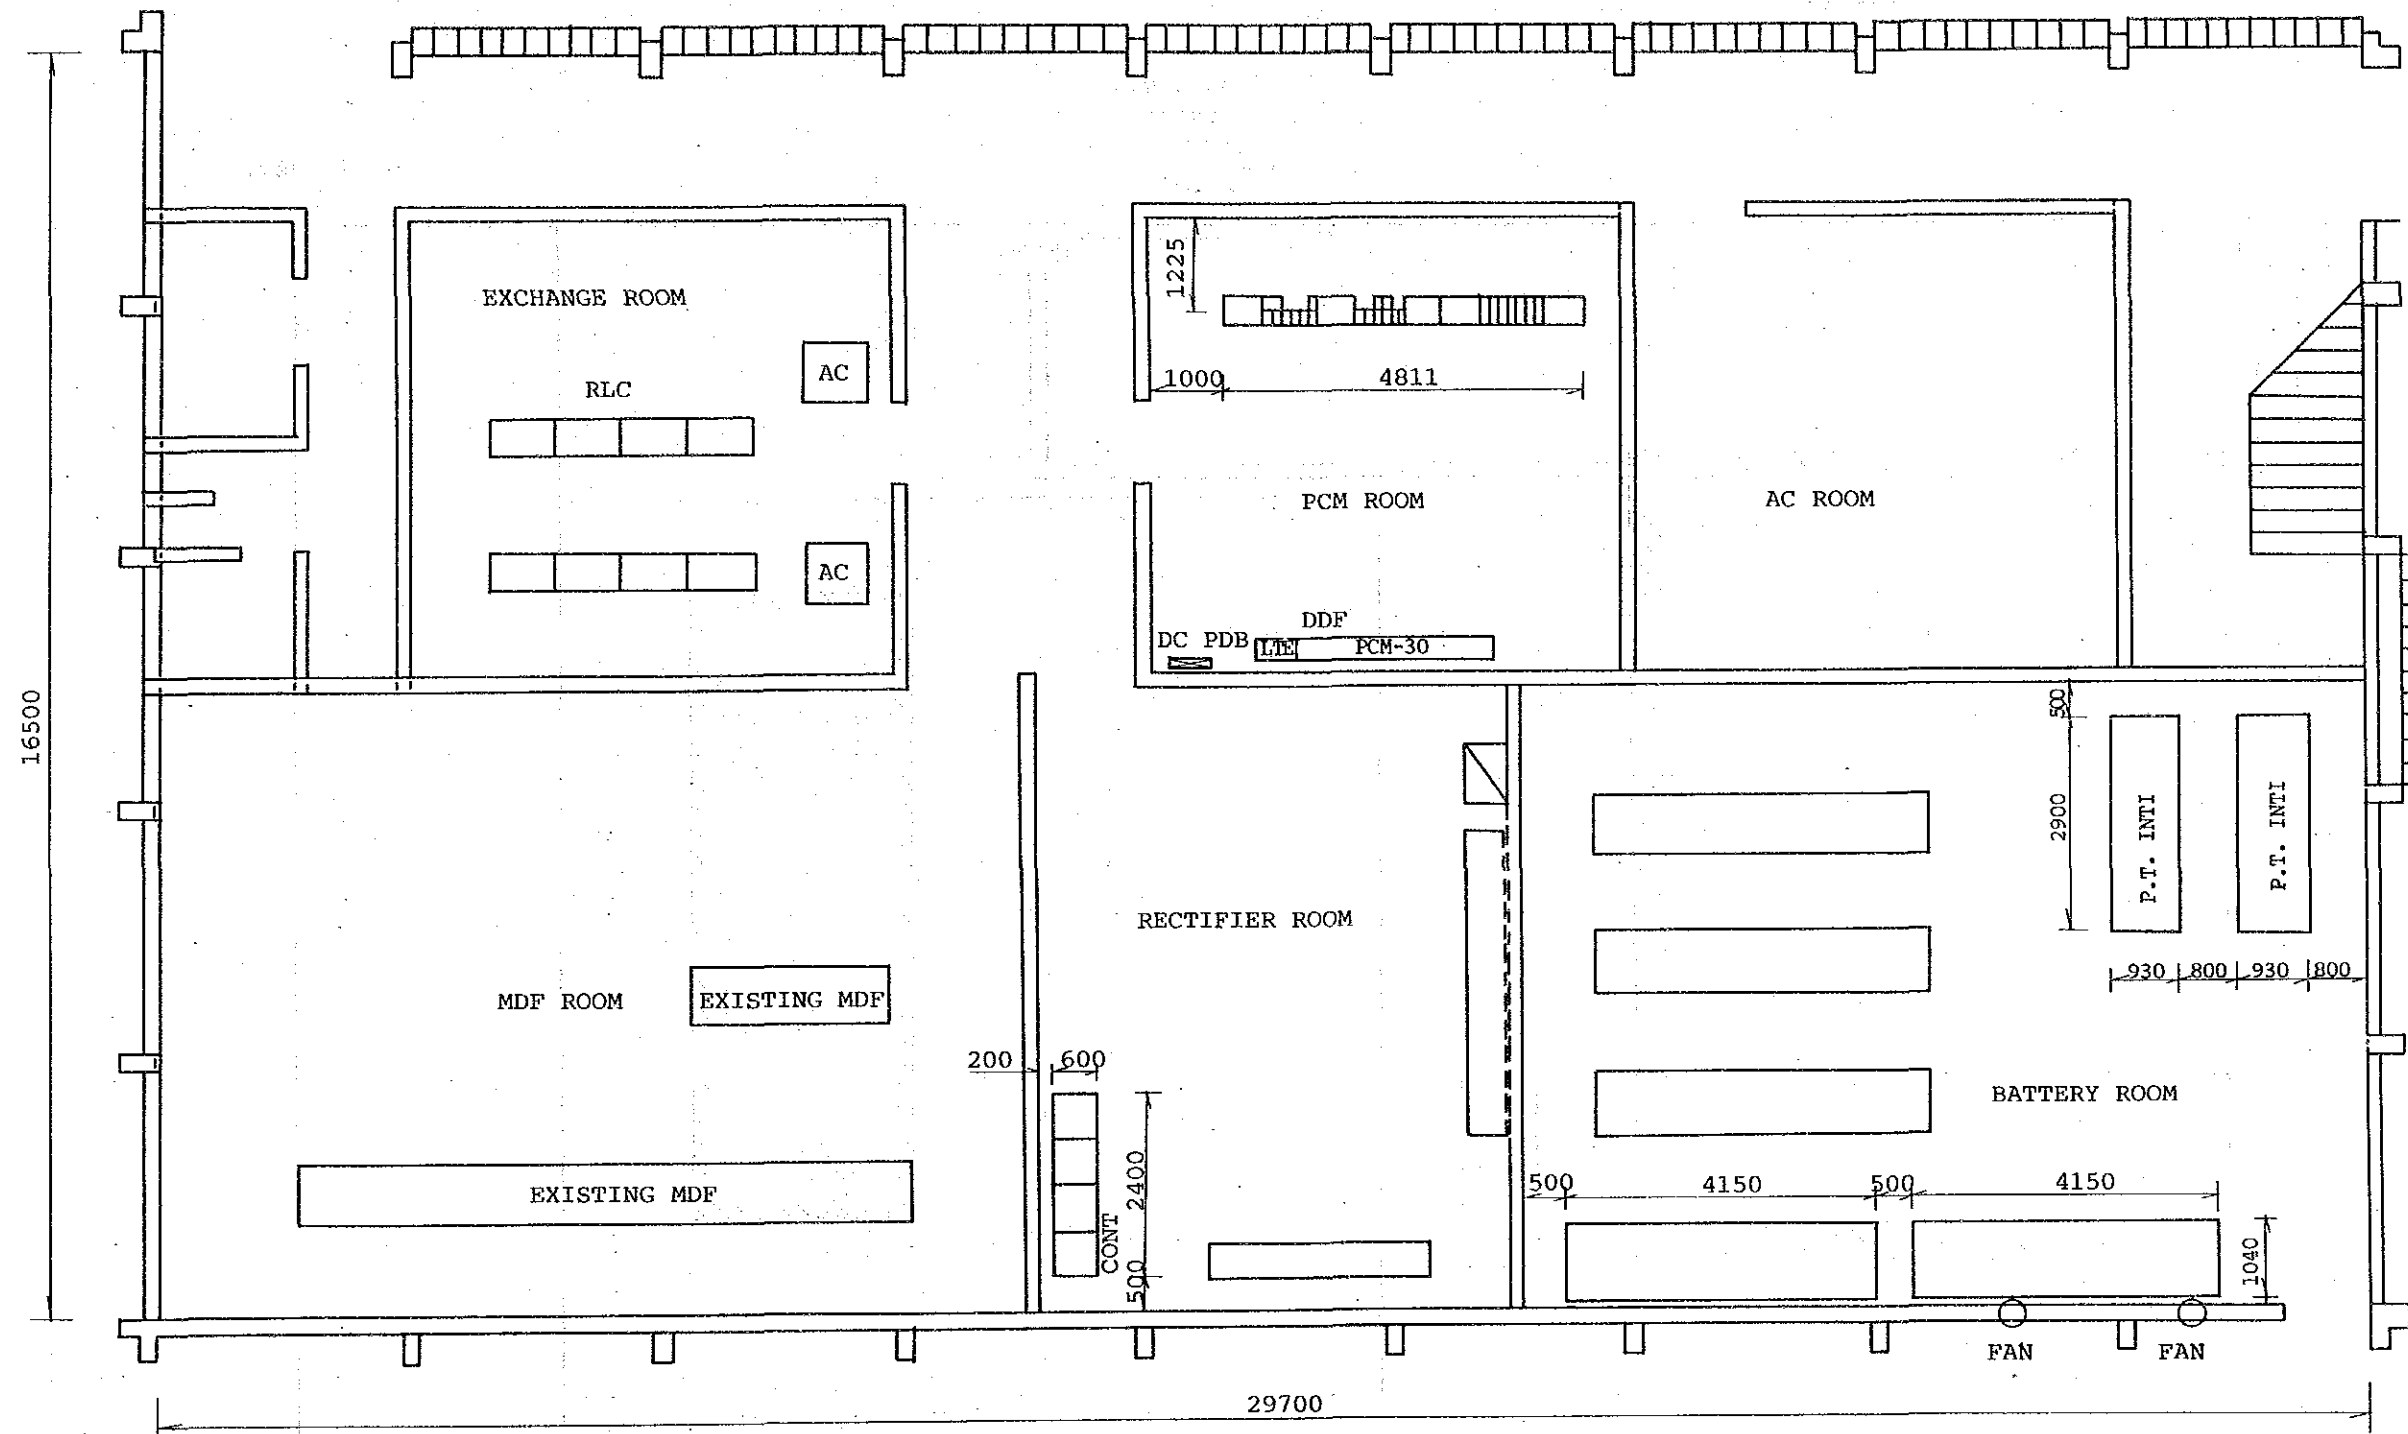 1225
EXCHANGE ROOM
AC
RLC
1000
4811
PCM ROOM
AC ROOM
AC
DDF
DC PDB
LTE
PCM-30
16500
500
2900
P.T. INTI
P.T. INTI
RECTIFIER ROOM
930
800
930
800
MDF ROOM
EXISTING MDF
200
600
BATTERY ROOM
2400
500
4150
500
4150
EXISTING MDF
CONT
500
1040
FAN
FAN
29700